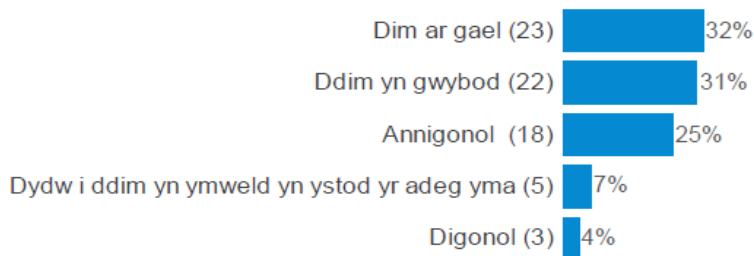 Dim ar gael (23) 32%
Ddim yn gwybod (22) 31%
Annigonol (18) 25%
Dydw i ddim yn ymweld yn ystod yr adeg yma (5) 7%
Digonol (3) 4%